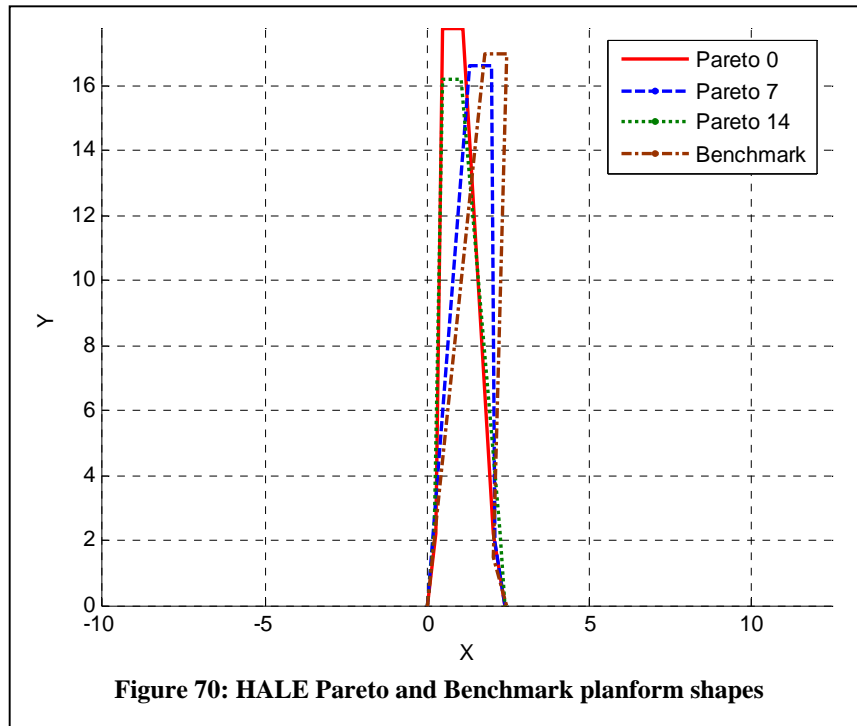 Pareto 0
Pareto 7
Pareto 14
Benchmark
16
14
12
10
8
6
4
2
0
Y
-10
-5
0
5
10
X
Figure 70: HALE Pareto and Benchmark planform shapes